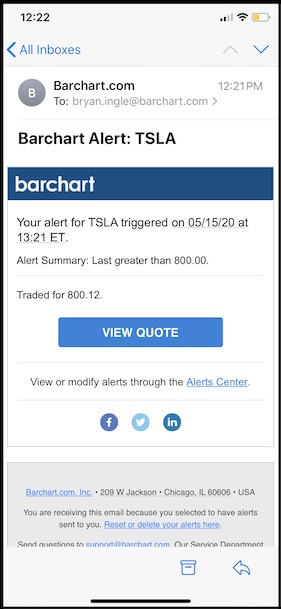 12:22
All Inboxes
B
Barchart.com
12:21 PM
To: bryan.ingle@barchart.com
Barchart Alert: TSLA
barchart
Your alert for TSLA triggered on 05/15/20 at
13:21 ET.
Alert Summary: Last greater than 800.00.
Traded for 800.12.
VIEW QUOTE
View or modify alerts through the Alerts Center.
f
in
Barchart.com, Inc. • 209 W Jackson • Chicago, IL 60606 • USA
You are receiving this email because you selected to have alerts
sent to you. Reset or delete your alerts here.
Send questions to support@barchart.com. Our Service Department